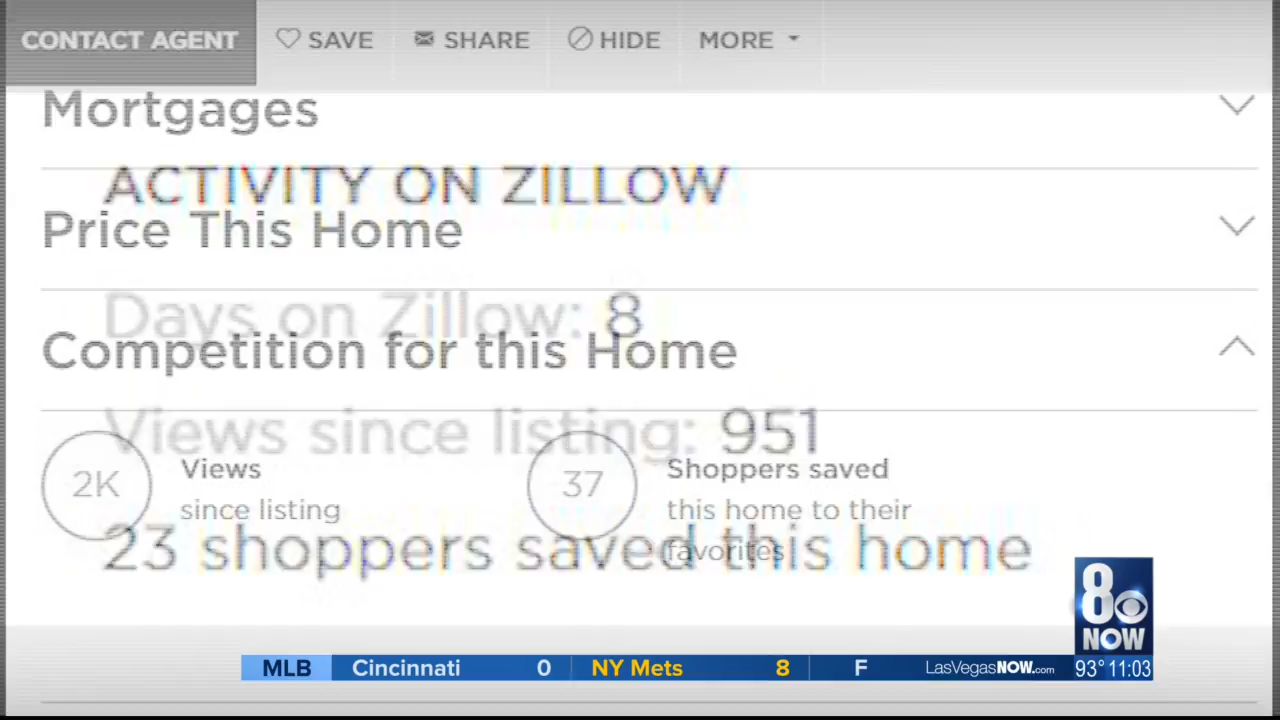 CONTACT AGENT SAVE SHARE HIDE MORE
Mortgages
ACTIVITY ON ZILLOW
Price This Home
Days on Zillow: 8
Competition for this Home
Views since listing: 951
2K Views
since listing
37 Shoppers saved
this home to their
favorites
23 shoppers saved this home
8
NOW
MLB Cincinnati 0 NY Mets 8 F LasVegasNOW.com 93° 11:03